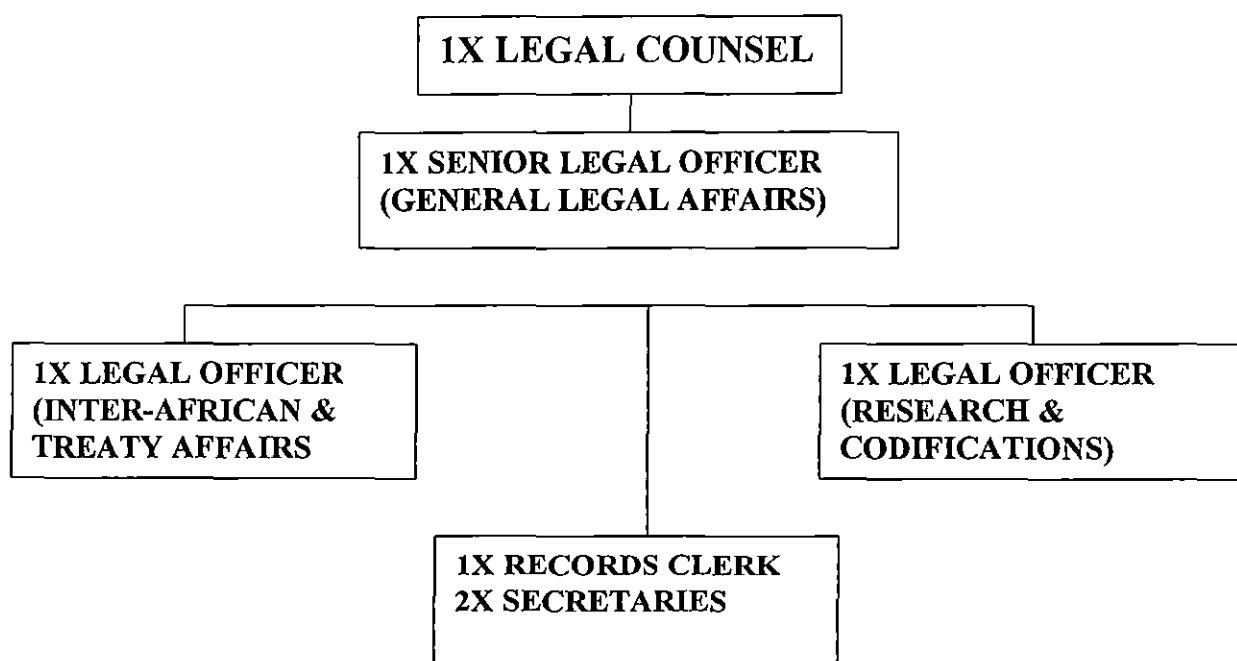 1X LEGAL COUNSEL
1X SENIOR LEGAL OFFICER
(GENERAL LEGAL AFFAIRS)
1X LEGAL OFFICER
(INTER-AFRICAN &
TREATY AFFAIRS
1X LEGAL OFFICER
(RESEARCH &
CODIFICATIONS)
1X RECORDS CLERK
2X SECRETARIES